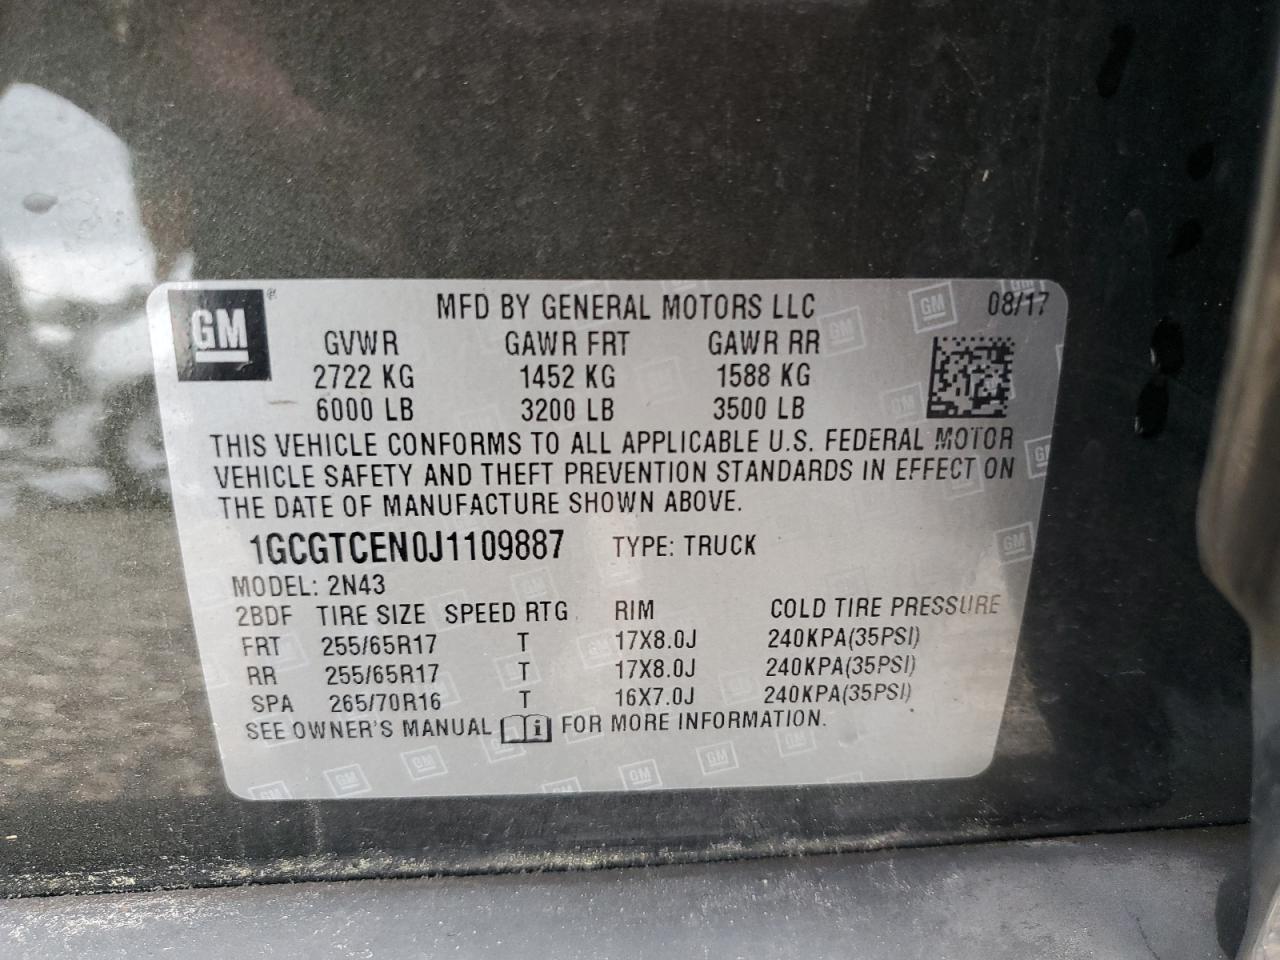 GM
MFD BY GENERAL MOTORS LLC 08/17
GVWR GAWR FRT GAWR RR
2722 KG 1452 KG 1588 KG
6000 LB 3200 LB 3500 LB
THIS VEHICLE CONFORMS TO ALL APPLICABLE U.S. FEDERAL MOTOR
VEHICLE SAFETY AND THEFT PREVENTION STANDARDS IN EFFECT ON
THE DATE OF MANUFACTURE SHOWN ABOVE.
1GCGTCEN0J1109887 TYPE: TRUCK
MODEL: 2N43
2BDF TIRE SIZE SPEED RTG RIM COLD TIRE PRESSURE
FRT 255/65R17 T 17X8.0J 240KPA(35PSI)
RR 255/65R17 T 17X8.0J 240KPA(35PSI)
SPA 265/70R16 T 16X7.0J 240KPA(35PSI)
SEE OWNER'S MANUAL i FOR MORE INFORMATION.